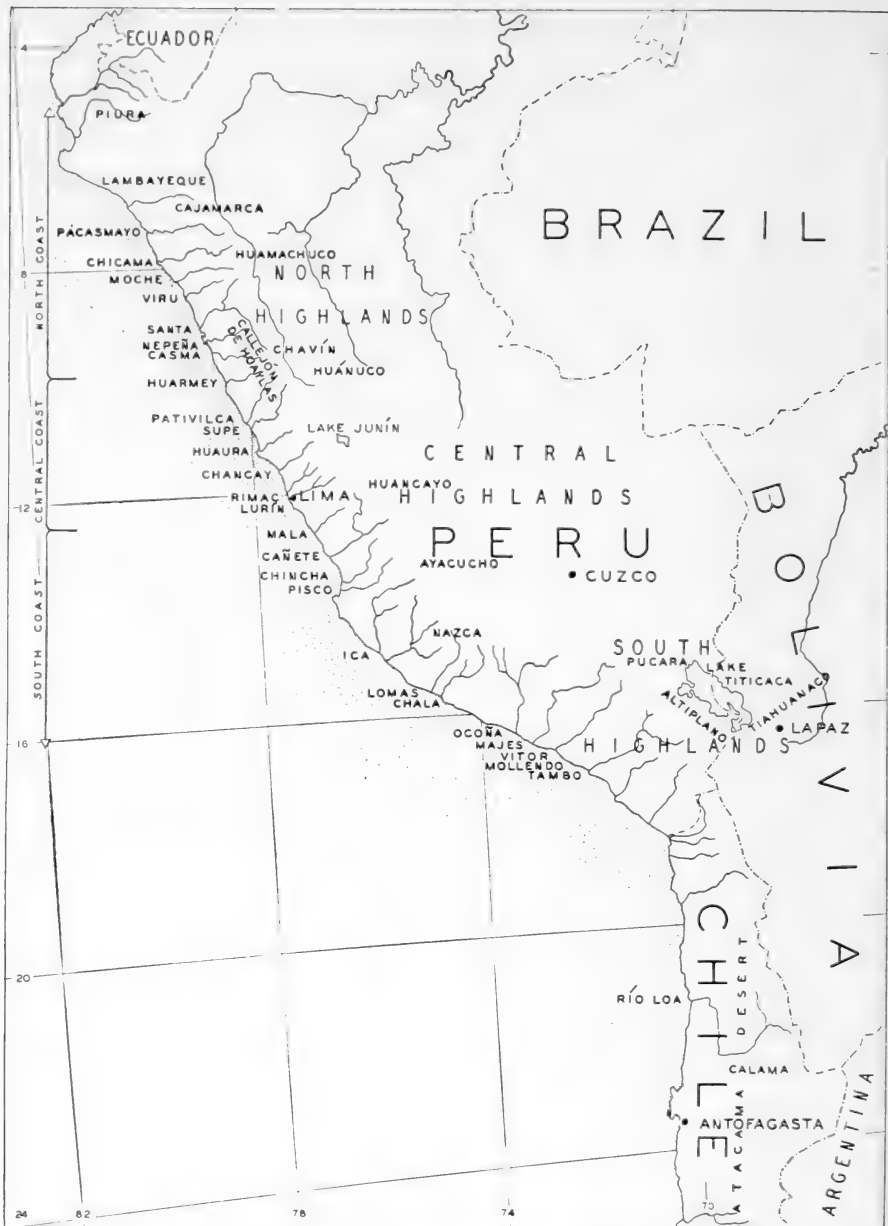 4
ECUADOR
PIURA
LAMBAYEQUE
CAJAMARCA
BRAZIL
PÁCASMAYO
HUAMACHUCO
CHICAMA
NORTH
8
MOCHE
VIRU
HIGHLANDS
NORTH COAST
SANTA
CALLEJÓN
DE HUAYLAS
NEPEÑA
CHAVÍN
CASMA
HUÁNUCO
HUARMEY
PATIVILCA
LAKE JUNÍN
SUPE
CENTRAL
HUAURA
CENTRAL COAST
CHANCAY
HUANCAYO
RIMAC
LIMA
HIGHLANDS
12
LURÍN
BOLIVIA
MALA
PERU
CAÑETE
AYACUCHO
CHINCHA
CUZCO
PISCO
NAZCA
SOUTH COAST
ICA
SOUTH
PUCARA
LAKE
TITICACA
LOMAS
CHALA
ALTIPLANO
TIAHUANACO
LA PAZ
OCOÑA
16
MAJES
HIGHLANDS
VITOR
MOLLENDO
TAMBO
CHILE
20
RÍO LOA
ATACAMA DESERT
CALAMA
ANTOFAGASTA
ARGENTINA
24
82
78
74
70